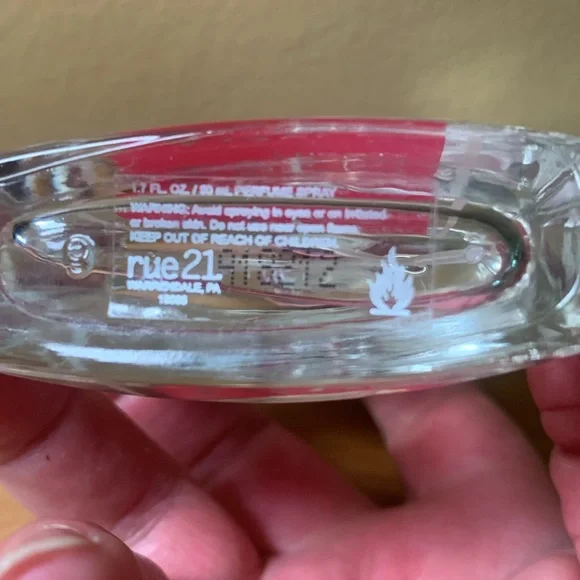 1.7 FL. OZ. / 50 mL PERFUME SPRAY
WARNING: Avoid spraying in eyes or on irritated
or broken skin. Do not use near open flame.
KEEP OUT OF REACH OF CHILDREN.
rue21
WARRENDALE, PA
15086